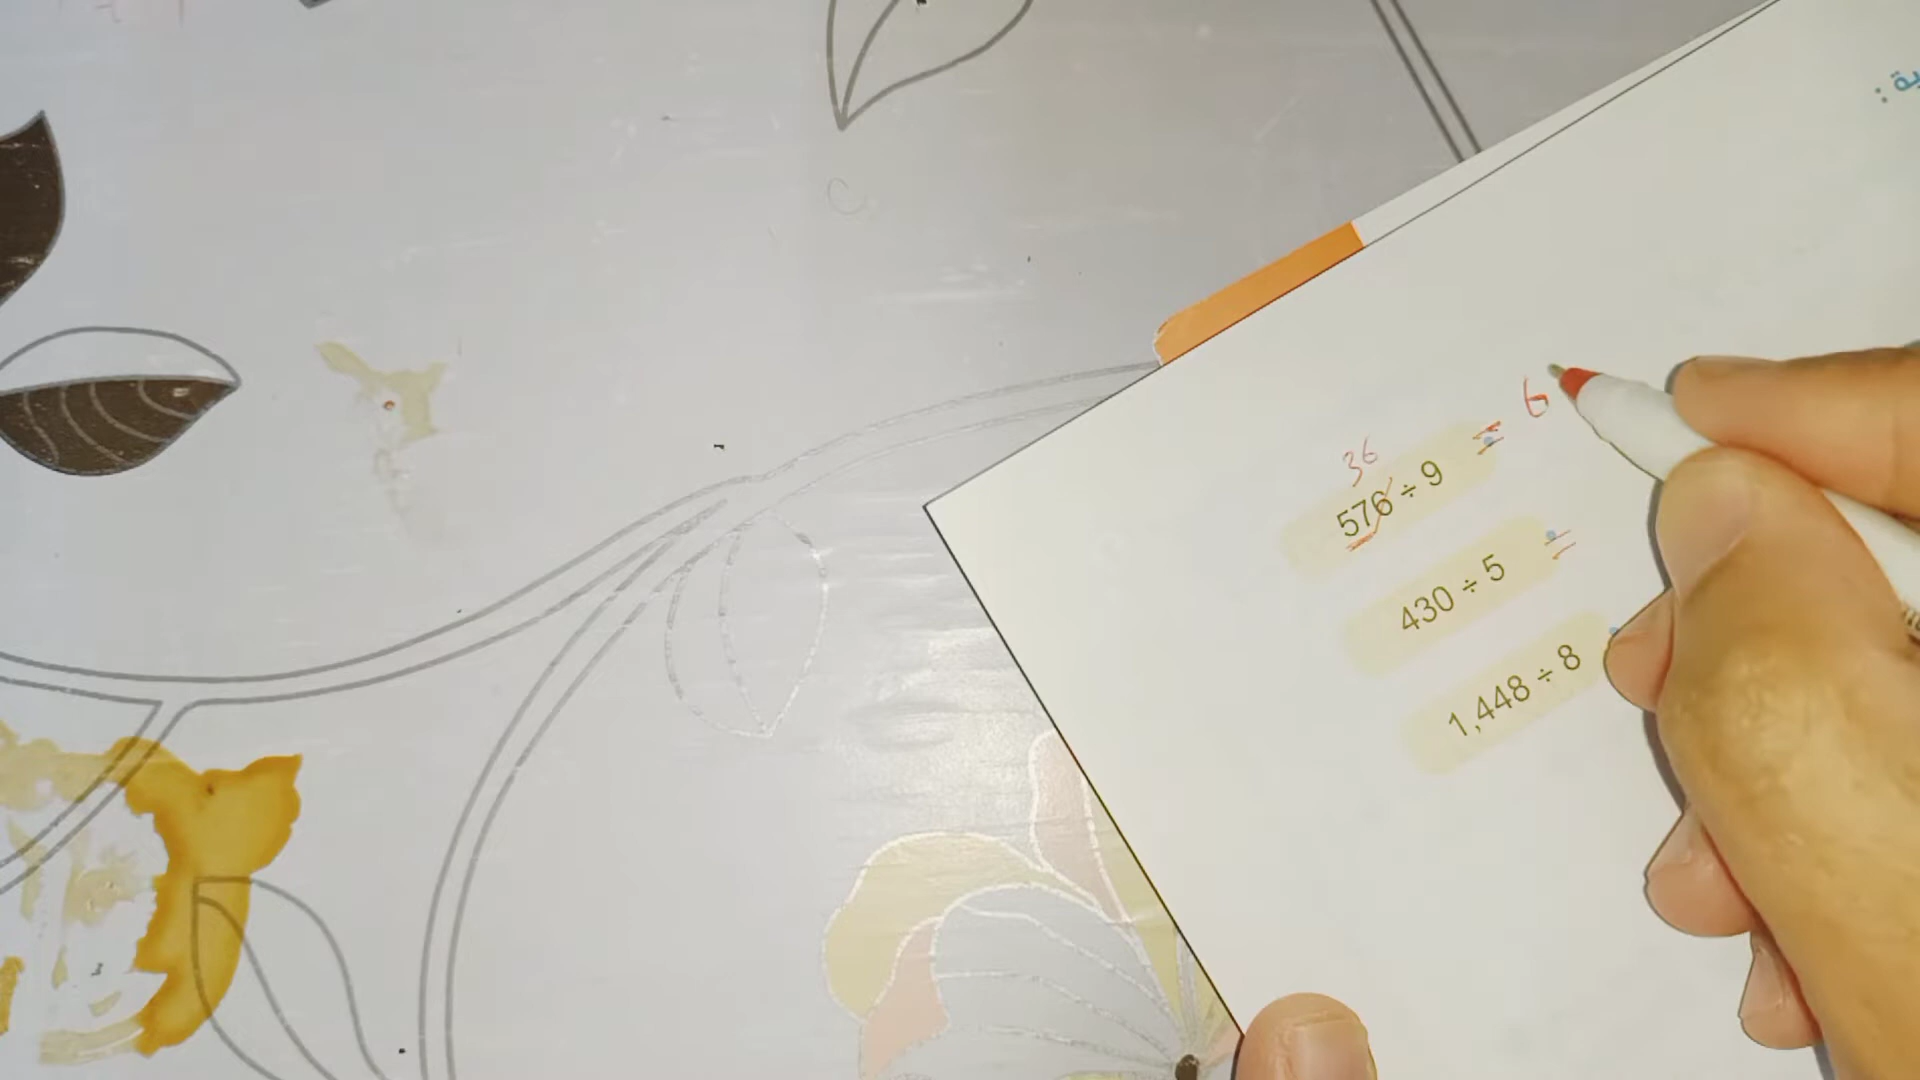 36
576 ÷ 9 = 6
430 ÷ 5 =
1,448 ÷ 8